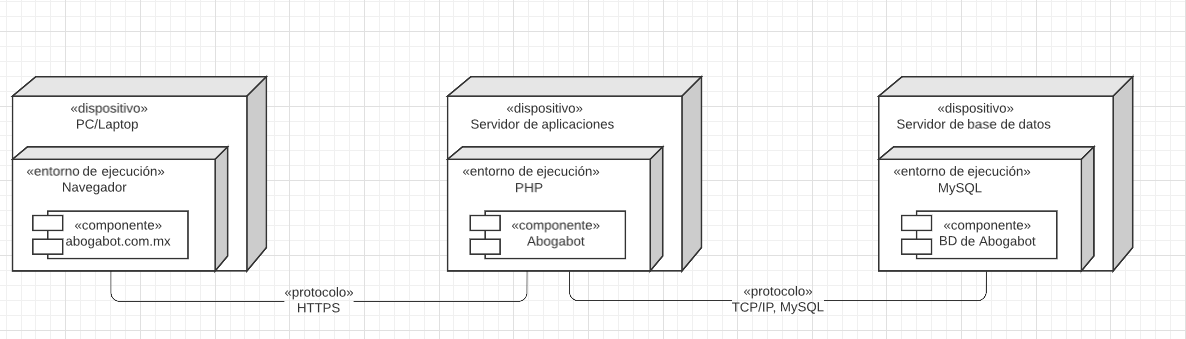 «dispositivo»
PC/Laptop
«entorno de ejecución»
Navegador
«componente»
abogabot.com.mx
«protocolo»
HTTPS
«dispositivo»
Servidor de aplicaciones
«entorno de ejecución»
PHP
«componente»
Abogabot
«protocolo»
TCP/IP, MySQL
«dispositivo»
Servidor de base de datos
«entorno de ejecución»
MySQL
«componente»
BD de Abogabot